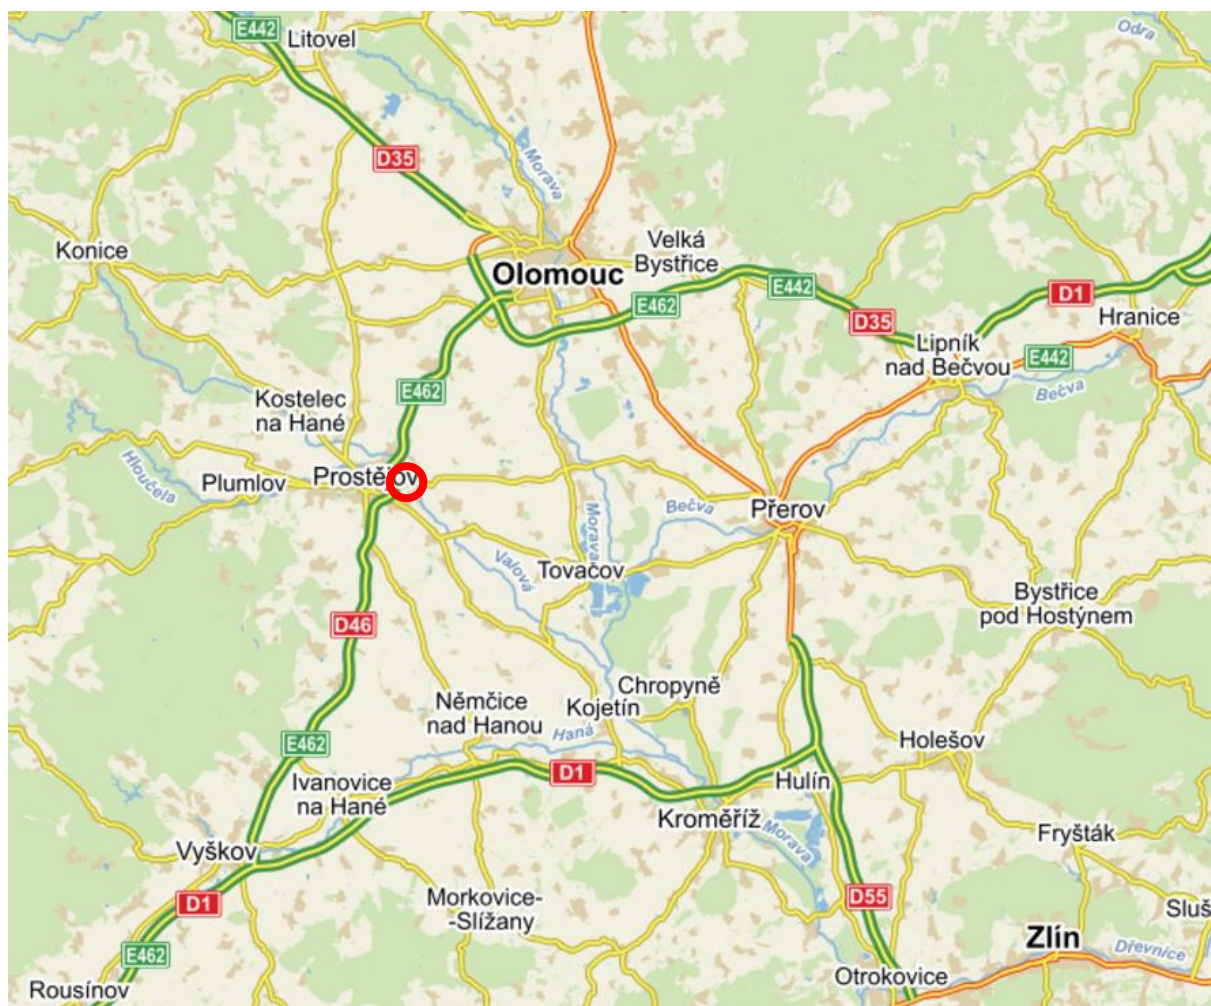 E442
Litovel
Odra
D35
Morava
Konice
Velká
Bystřice
Olomouc
E442
D1
E462
D35
Hranice
Lipník
nad Bečvou
E442
E462
Bečva
Kostelec
na Hané
Hloučela
Plumlov
Prostějov
Bečva
Přerov
Morava
Valová
Tovačov
Bystřice
pod Hostýnem
D46
Chropyně
Němčice
nad Hanou
Kojetín
Haná
E462
Holešov
Ivanovice
na Hané
D1
Hulín
Kroměříž
Morava
Fryšták
Vyškov
D1
Morkovice-
-Slížany
D55
Sluš
Zlín
Dřevnice
E462
Otrokovice
Rousínov